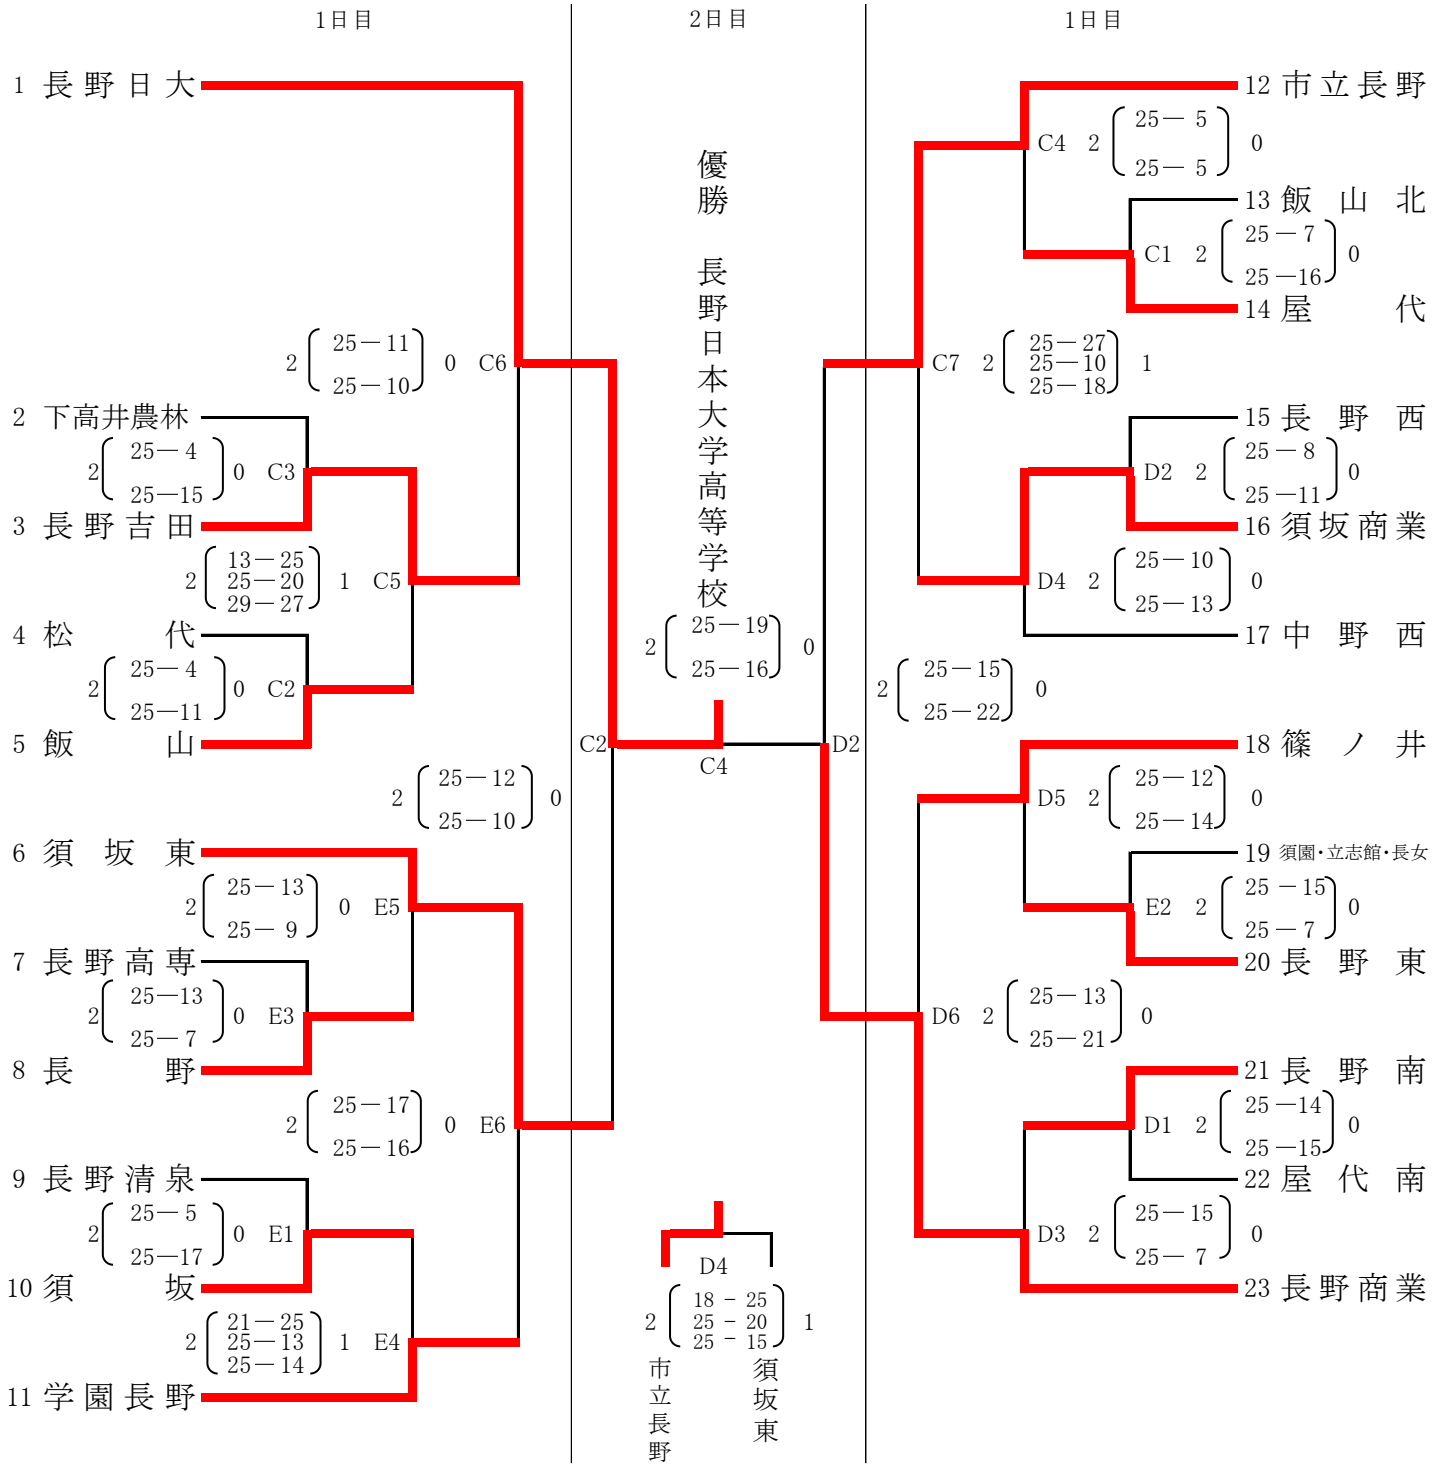 1日目
2日目
1日目
1 長野日大
2 25－11 25－10 0 C6
2 下高井農林
2 25－4 25－15 0 C3
3 長野吉田
2 13－25 25－20 29－27 1 C5
4 松代
2 25－4 25－11 0 C2
5 飯山
2 25－12 25－10 0
C2
6 須坂東
2 25－13 25－9 0 E5
7 長野高専
2 25－13 25－7 0 E3
8 長野
2 25－17 25－16 0 E6
9 長野清泉
2 25－5 25－17 0 E1
10 須坂
2 21－25 25－13 25－14 1 E4
11 学園長野
優勝 長野日本大学高等学校
2 25－19 25－16 0
C4
D4
2 18－25 25－20 25－15 1
市立長野
須坂東
12 市立長野
C4 2 25－5 25－5 0
13 飯山北
C1 2 25－7 25－16 0
14 屋代
C7 2 25－27 25－10 25－18 1
15 長野西
D2 2 25－8 25－11 0
16 須坂商業
D4 2 25－10 25－13 0
17 中野西
2 25－15 25－22 0
D2
18 篠ノ井
D5 2 25－12 25－14 0
19 須園・立志館・長女
E2 2 25－15 25－7 0
20 長野東
D6 2 25－13 25－21 0
21 長野南
D1 2 25－14 25－15 0
22 屋代南
D3 2 25－15 25－7 0
23 長野商業